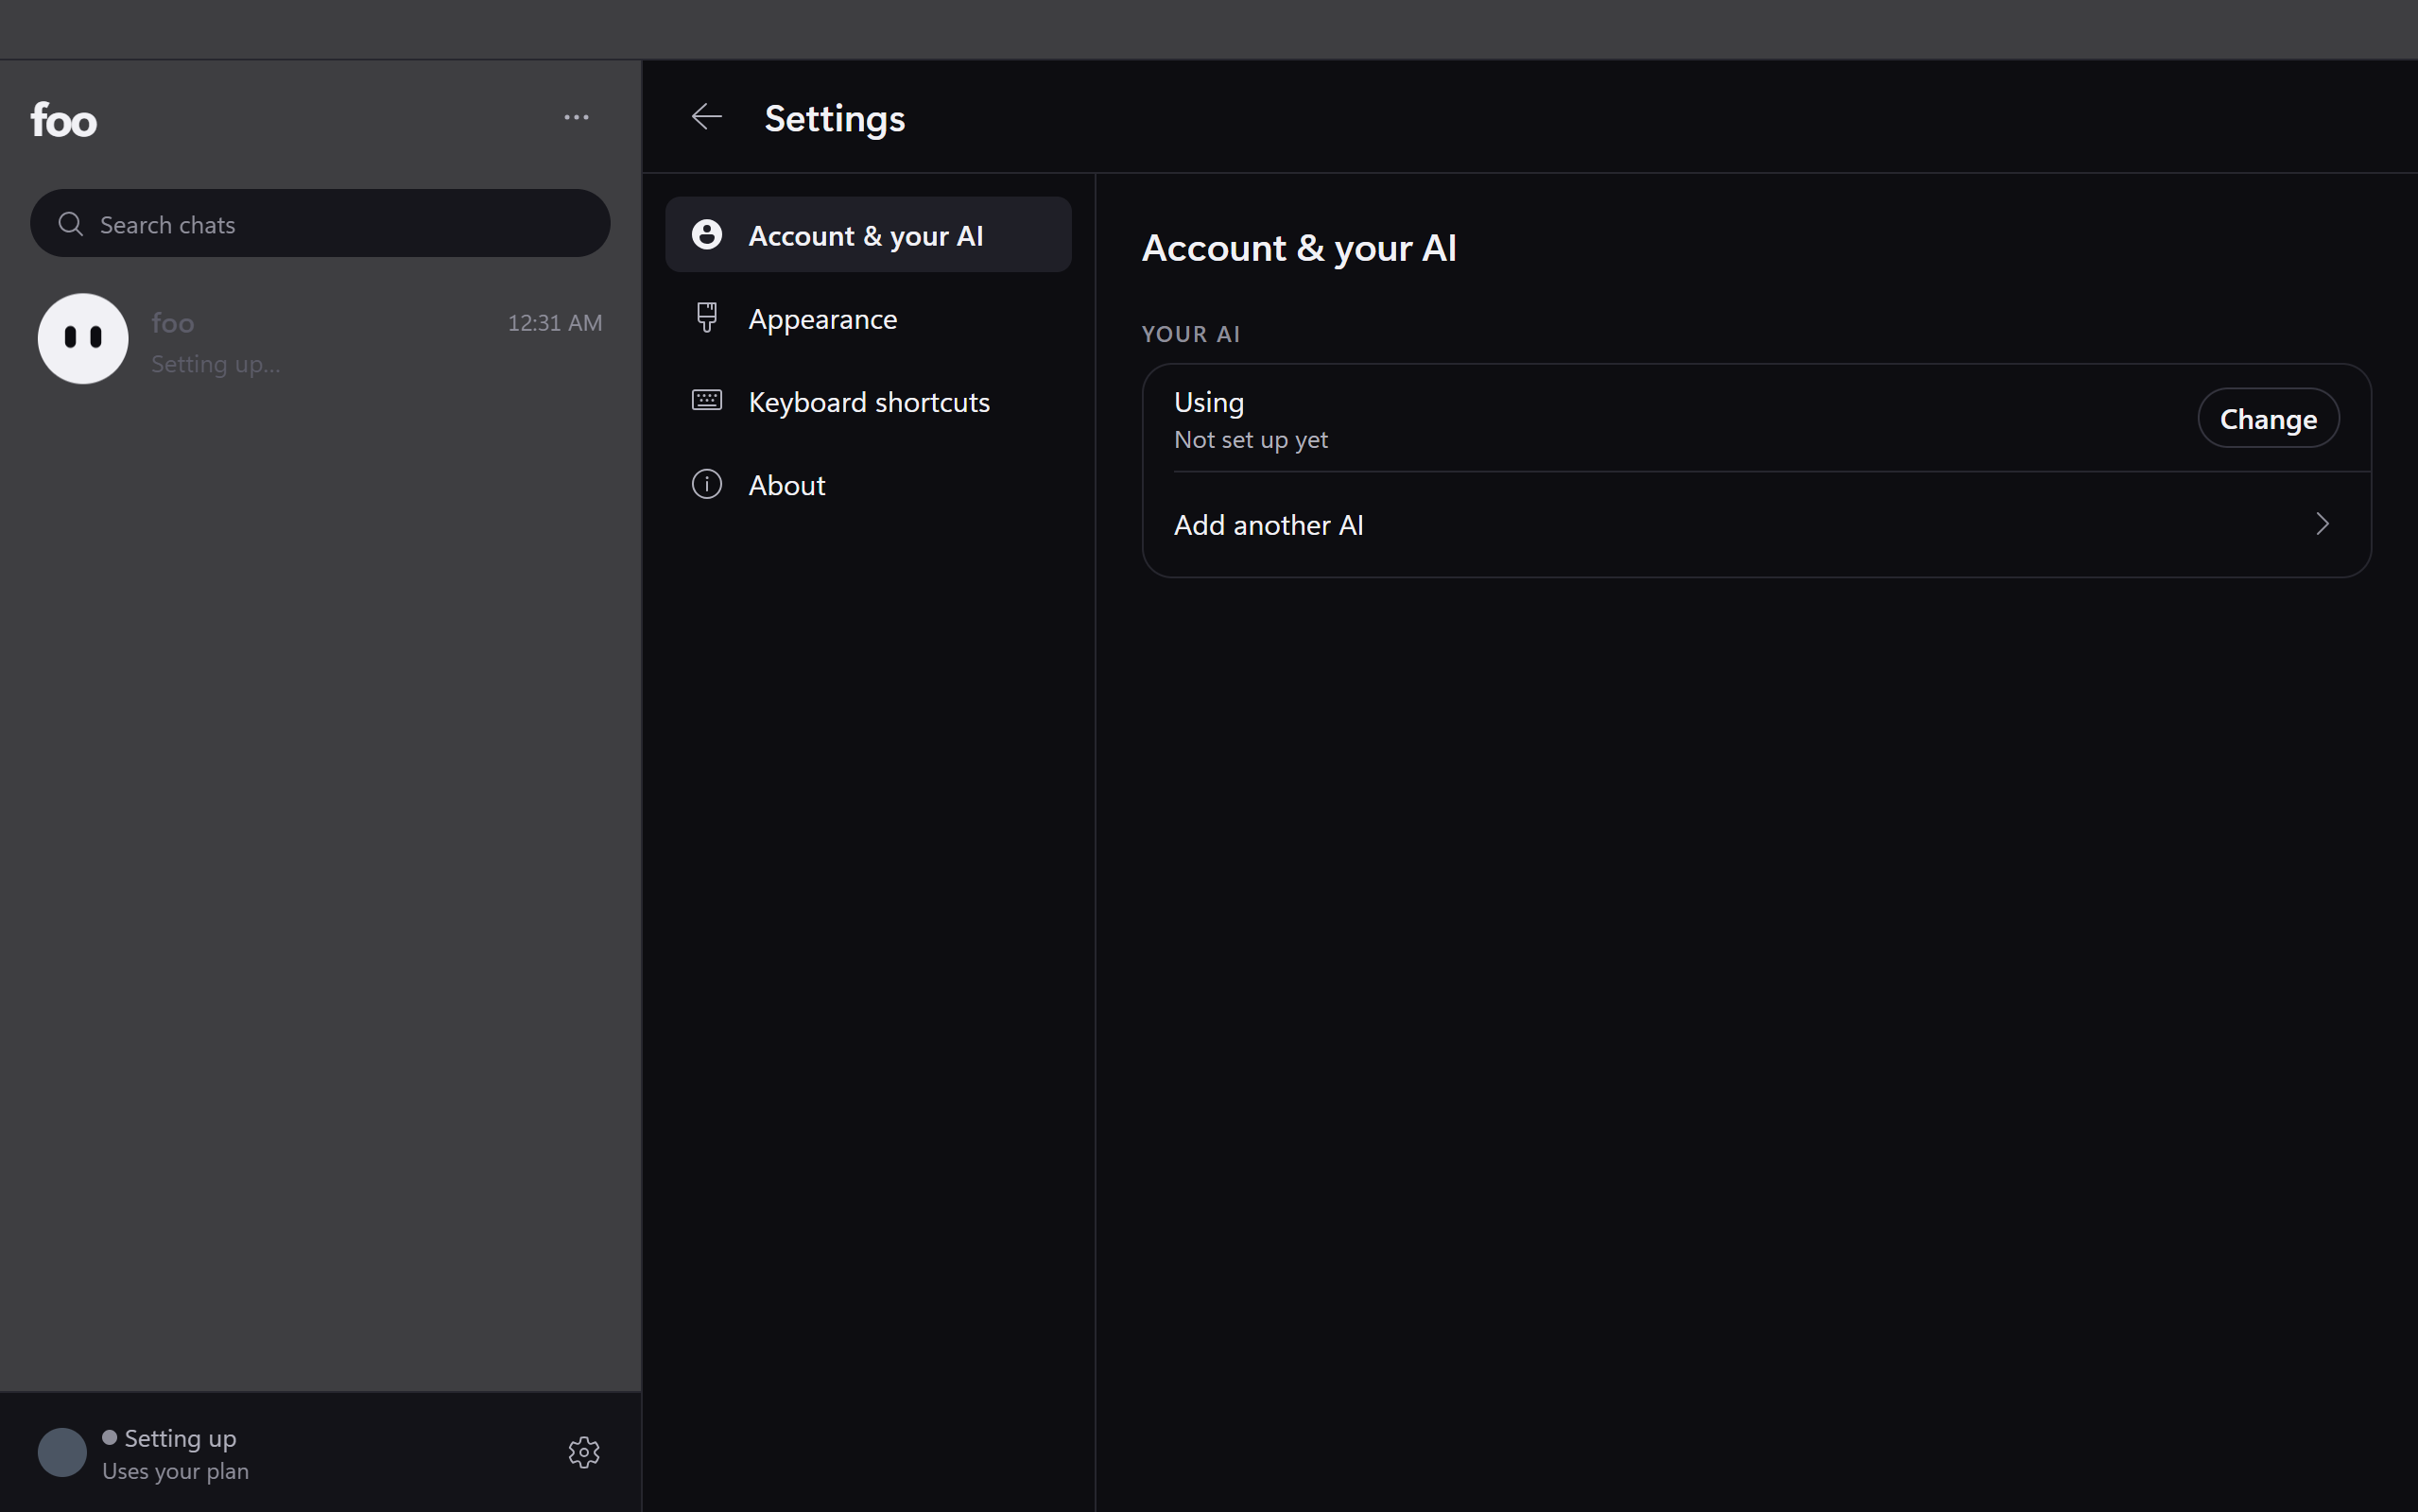 foo
Search chats
foo
12:31 AM
Setting up...
Setting up
Uses your plan
Settings
Account & your AI
Appearance
Keyboard shortcuts
About
Account & your AI
YOUR AI
Using
Not set up yet
Change
Add another AI